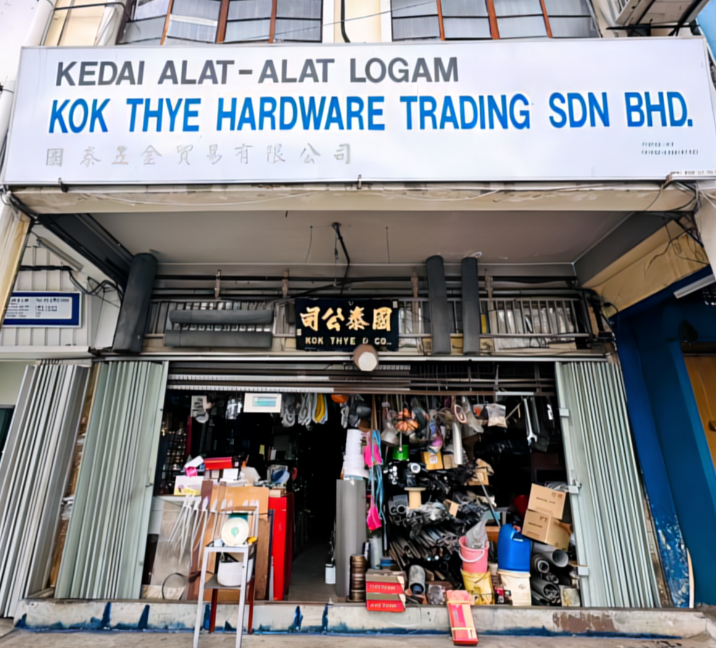 KEDAI ALAT-ALAT LOGAM
KOK THYE HARDWARE TRADING SDN BHD.
國泰五金貿易有限公司
司公泰國
KOK THYE & CO.